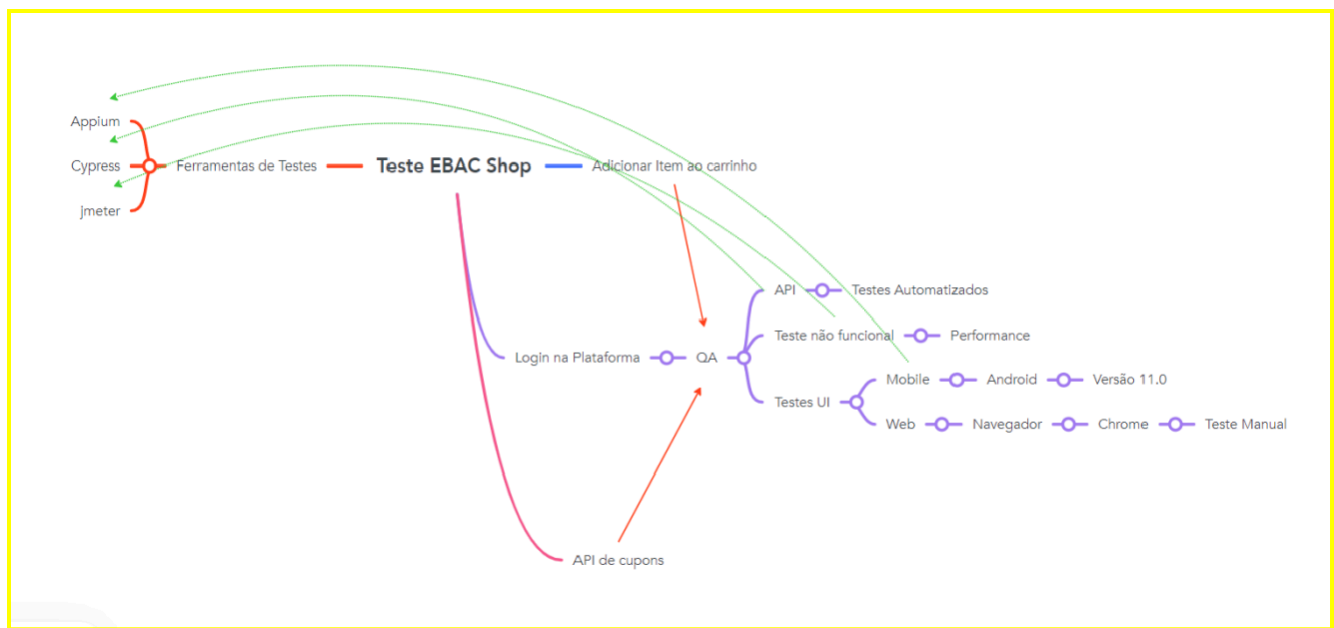 Appium
Cypress
jmeter
Ferramentas de Testes
Teste EBAC Shop
Adicionar Item ao carrinho
Login na Plataforma
QA
API
Testes Automatizados
Teste não funcional
Performance
Testes UI
Mobile
Android
Versão 11.0
Web
Navegador
Chrome
Teste Manual
API de cupons